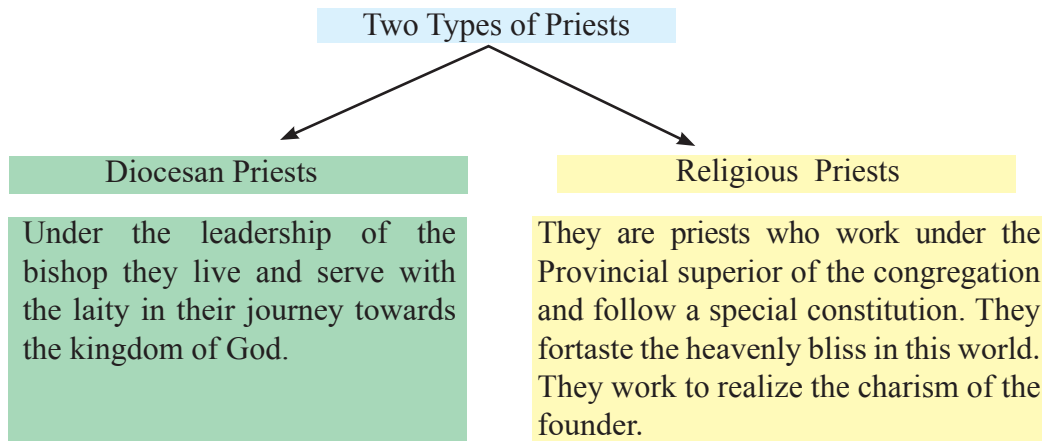 Two Types of Priests
Diocesan Priests
Under the leadership of the
bishop they live and serve with
the laity in their journey towards
the kingdom of God.
Religious Priests
They are priests who work under the
Provincial superior of the congregation
and follow a special constitution. They
fortaste the heavenly bliss in this world.
They work to realize the charism of the
founder.